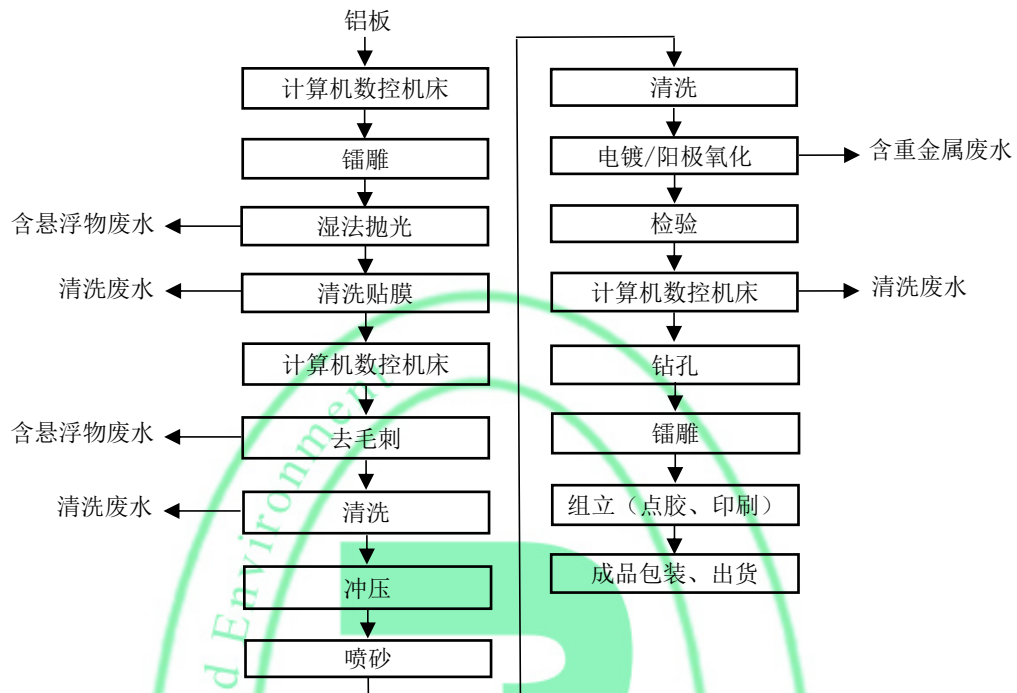 铝板
计算机数控机床
镭雕
含悬浮物废水
湿法抛光
清洗废水
清洗贴膜
计算机数控机床
含悬浮物废水
去毛刺
清洗废水
清洗
冲压
喷砂
清洗
电镀/阳极氧化
含重金属废水
检验
计算机数控机床
清洗废水
钻孔
镭雕
组立（点胶、印刷）
成品包装、出货
d Environment